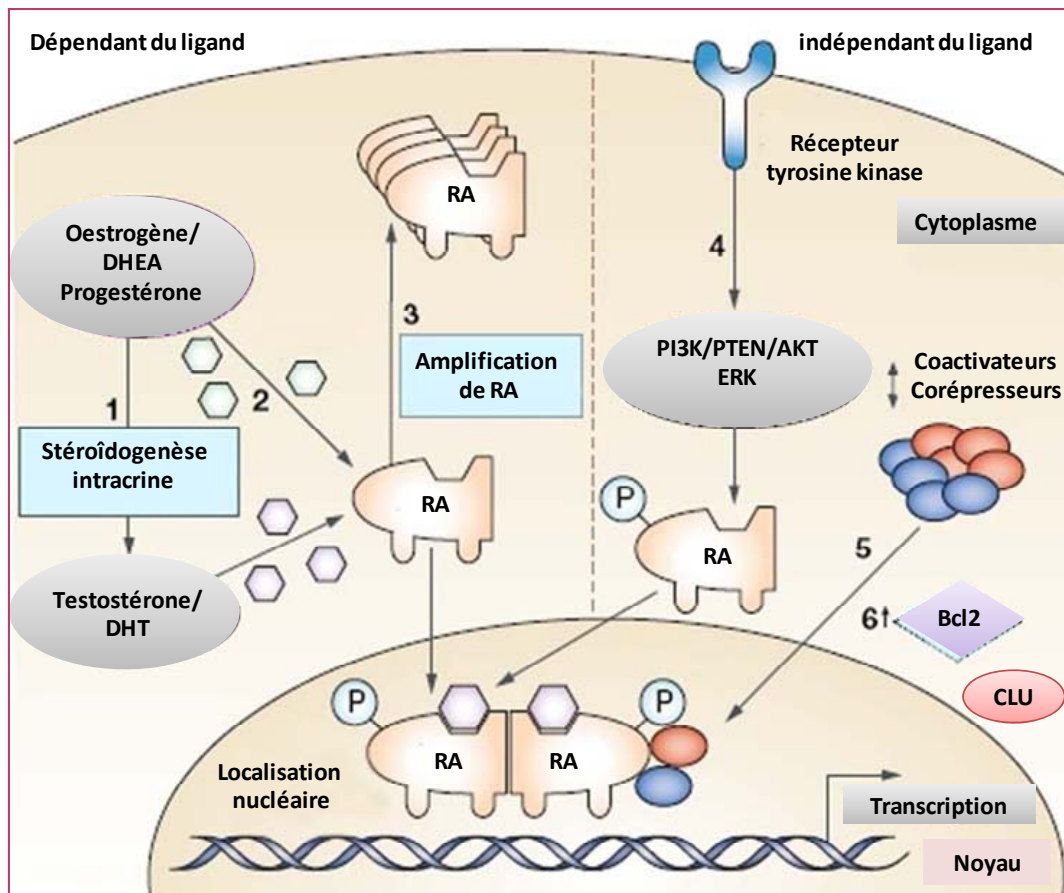 Dépendant du ligand
indépendant du ligand
Récepteur
tyrosine kinase
RA
Cytoplasme
Oestrogène/
DHEA
Progestérone
4
3
PI3K/PTEN/AKT
ERK
Coactivateurs
Corépresseurs
Amplification
de RA
1
2
Stéroîdogenèse
intracrine
RA
P
RA
5
Testostérone/
DHT
6
Bcl2
CLU
P
P
RA
RA
Localisation
nucléaire
Transcription
Noyau